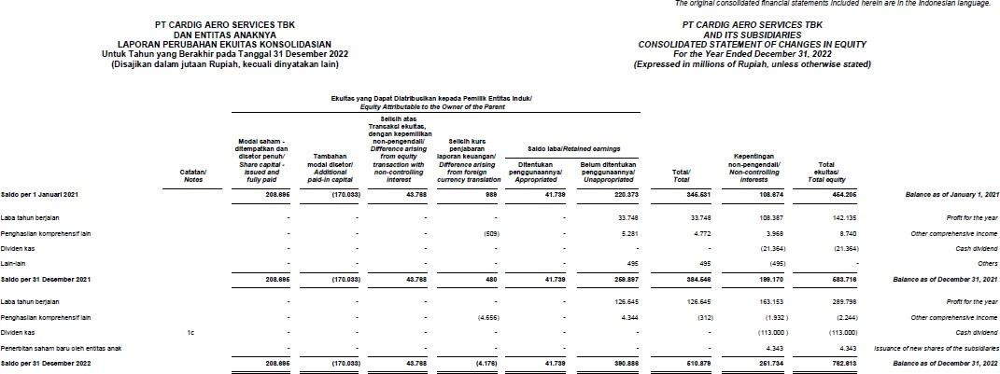 The original consolidated financial statements included herein are in the Indonesian language.
PT CARDIG AERO SERVICES TBK
DAN ENTITAS ANAKNYA
LAPORAN PERUBAHAN EKUITAS KONSOLIDASIAN
Untuk Tahun yang Berakhir pada Tanggal 31 Desember 2022
(Disajikan dalam jutaan Rupiah, kecuali dinyatakan lain)
PT CARDIG AERO SERVICES TBK
AND ITS SUBSIDIARIES
CONSOLIDATED STATEMENT OF CHANGES IN EQUITY
For the Year Ended December 31, 2022
(Expressed in millions of Rupiah, unless otherwise stated)
Ekuitas yang Dapat Diatribusikan kepada Pemilik Entitas Induk/
Equity Attributable to the Owner of the Parent
Catatan/
Notes
Modal saham -
ditempatkan dan
disetor penuh/
Share capital -
issued and
fully paid
Tambahan
modal disetor/
Additional
paid-in capital
Selisih atas
Transaksi ekuitas,
dengan kepemilikan
non-pengendali/
Difference arising
from equity
transaction with
non-controlling
interest
Selisih kurs
penjabaran
laporan keuangan/
Difference arising
from foreign
currency translation
Saldo laba/Retained earnings
Ditentukan
penggunaannya/
Appropriated
Belum ditentukan
penggunaannya/
Unappropriated
Total/
Total
Kepentingan
non-pengendali/
Non-controlling
interests
Total
ekuitas/
Total equity
Saldo per 1 Januari 2021 208.695 (170.033) 43.768 989 41.739 220.373 345.531 108.674 454.205 Balance as of January 1, 2021
Laba tahun berjalan - - - - - 33.748 33.748 108.387 142.135 Profit for the year
Penghasilan komprehensif lain - - - (509) - 5.281 4.772 3.968 8.740 Other comprehensive income
Dividen kas - - - - - - - (21.364) (21.364) Cash dividend
Lain-lain - - - - - 495 495 (495) - Others
Saldo per 31 Desember 2021 208.695 (170.033) 43.768 480 41.739 259.897 384.546 199.170 583.716 Balance as of December 31, 2021
Laba tahun berjalan - - - - - 126.645 126.645 163.153 289.798 Profit for the year
Penghasilan komprehensif lain - - - (4.656) - 4.344 (312) (1.932 ) (2.244) Other comprehensive income
Dividen kas 1c - - - - - - - (113.000 ) (113.000) Cash dividend
Penerbitan saham baru oleh entitas anak - - - - - - - 4.343 4.343 Issuance of new shares of the subsidiaries
Saldo per 31 Desember 2022 208.695 (170.033) 43.768 (4.176) 41.739 390.886 510.879 251.734 762.613 Balance as of December 31, 2022